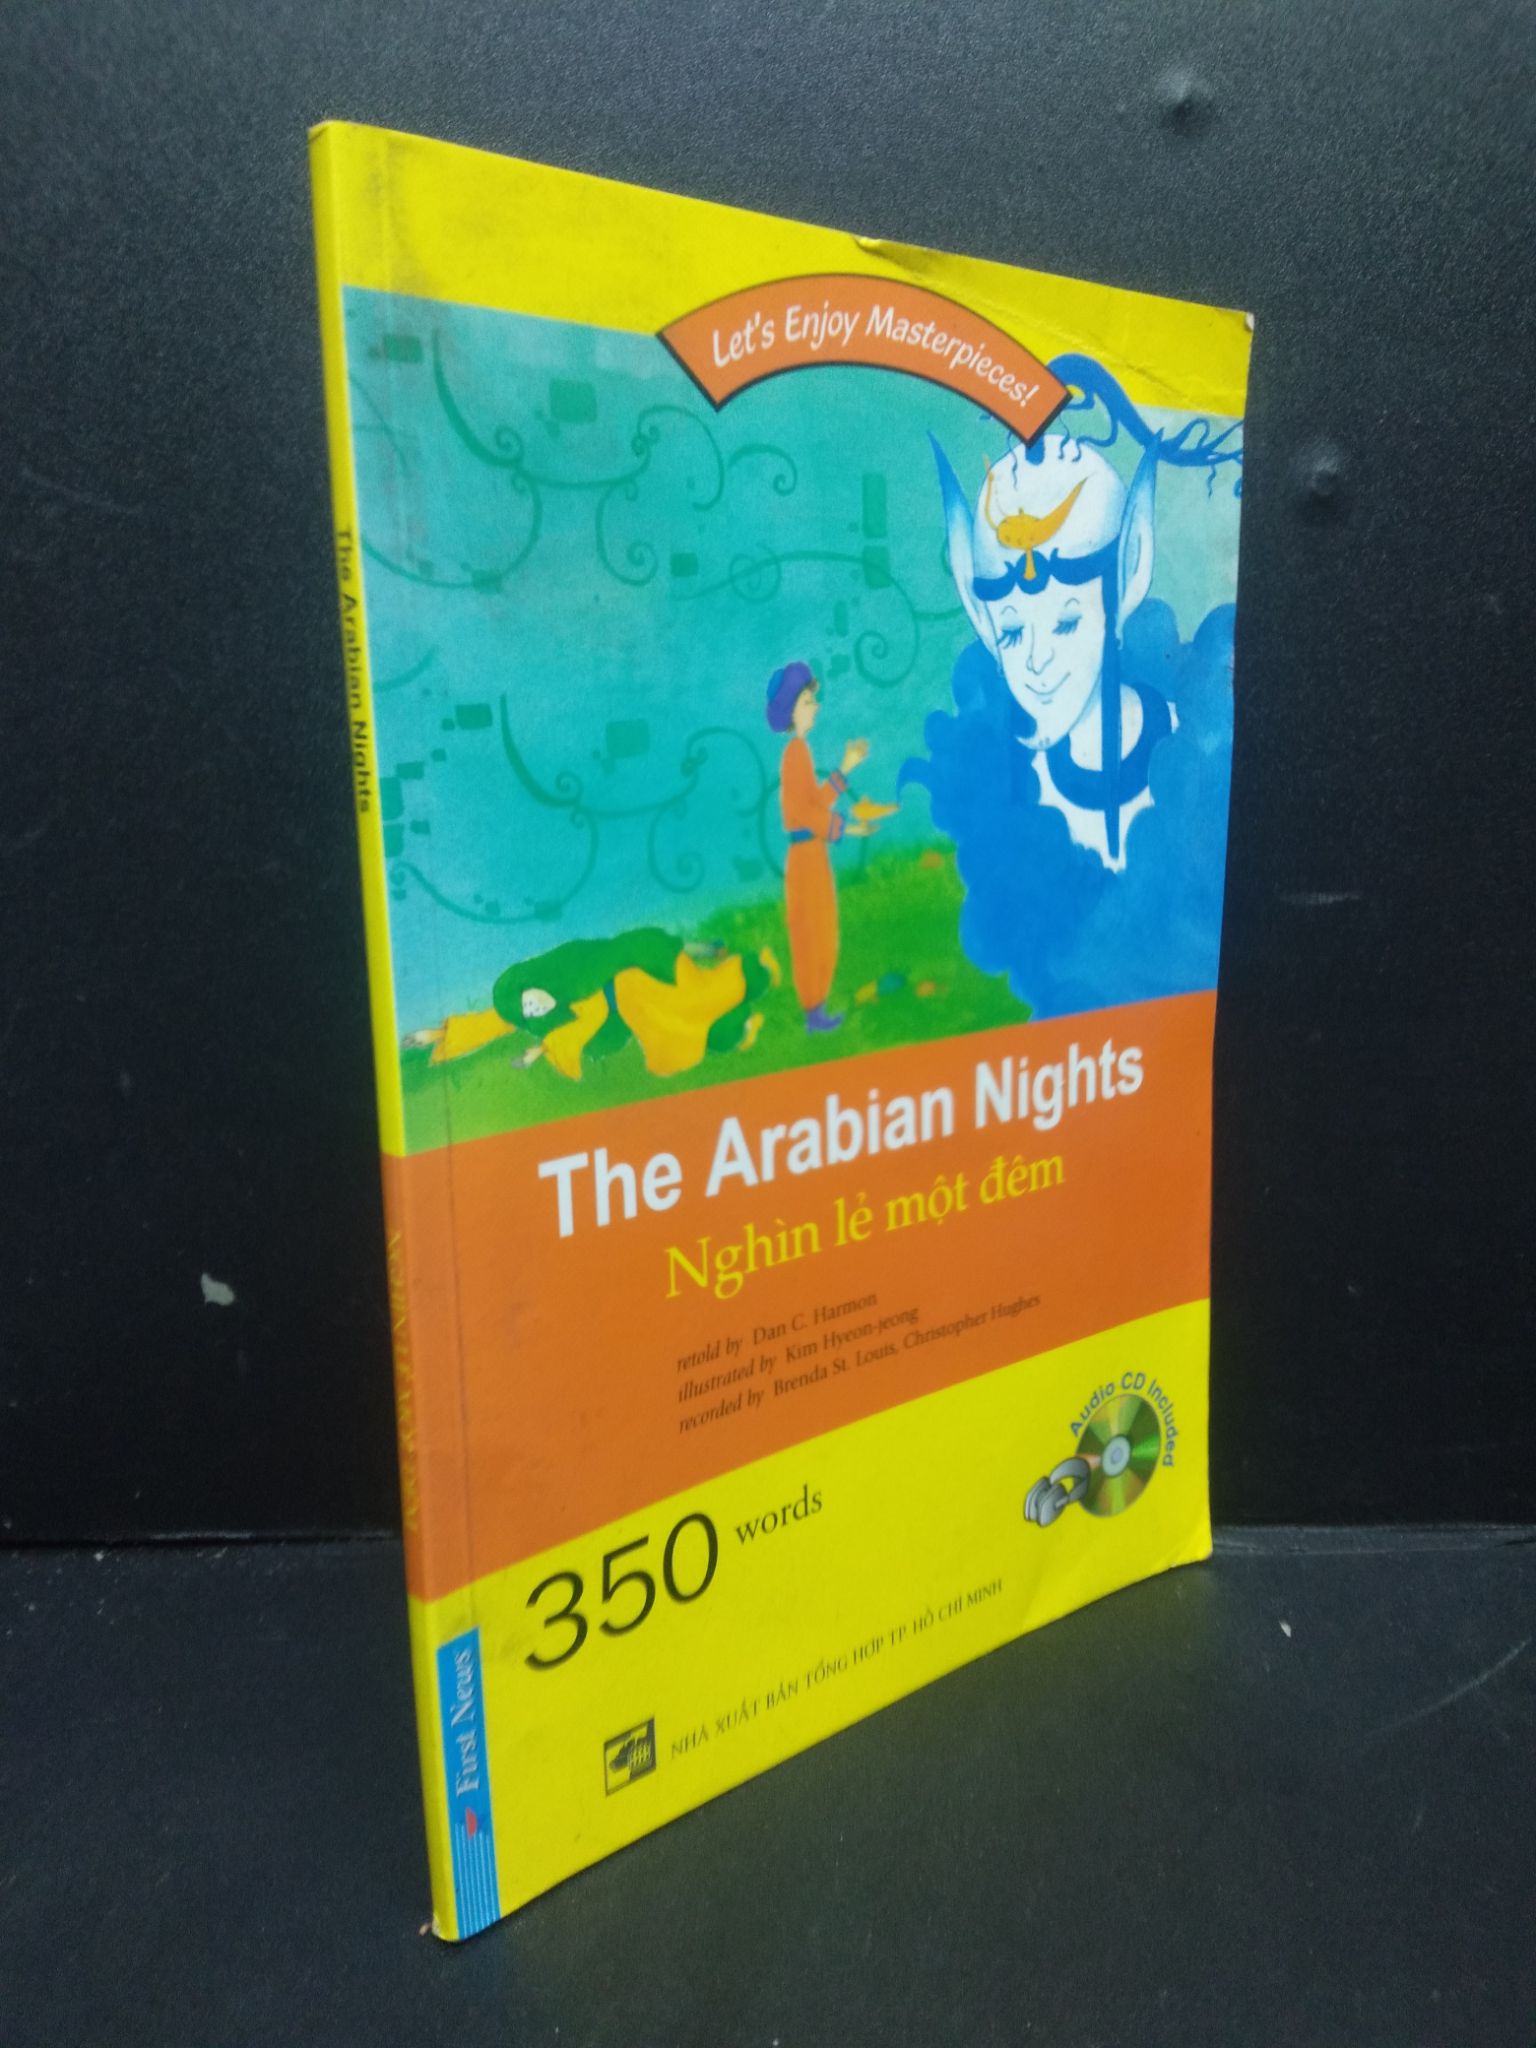 Let's Enjoy Masterpieces!
The Arabian Nights
The Arabian Nights
Nghìn lẻ một đêm
retold by Dan C. Harmon
illustrated by Kim Hyeon-jeong
recorded by Brenda St. Louis, Christopher Hughes
Audio CD Included
350 words
NHÀ XUẤT BẢN TỔNG HỢP TP. HỒ CHÍ MINH
First News